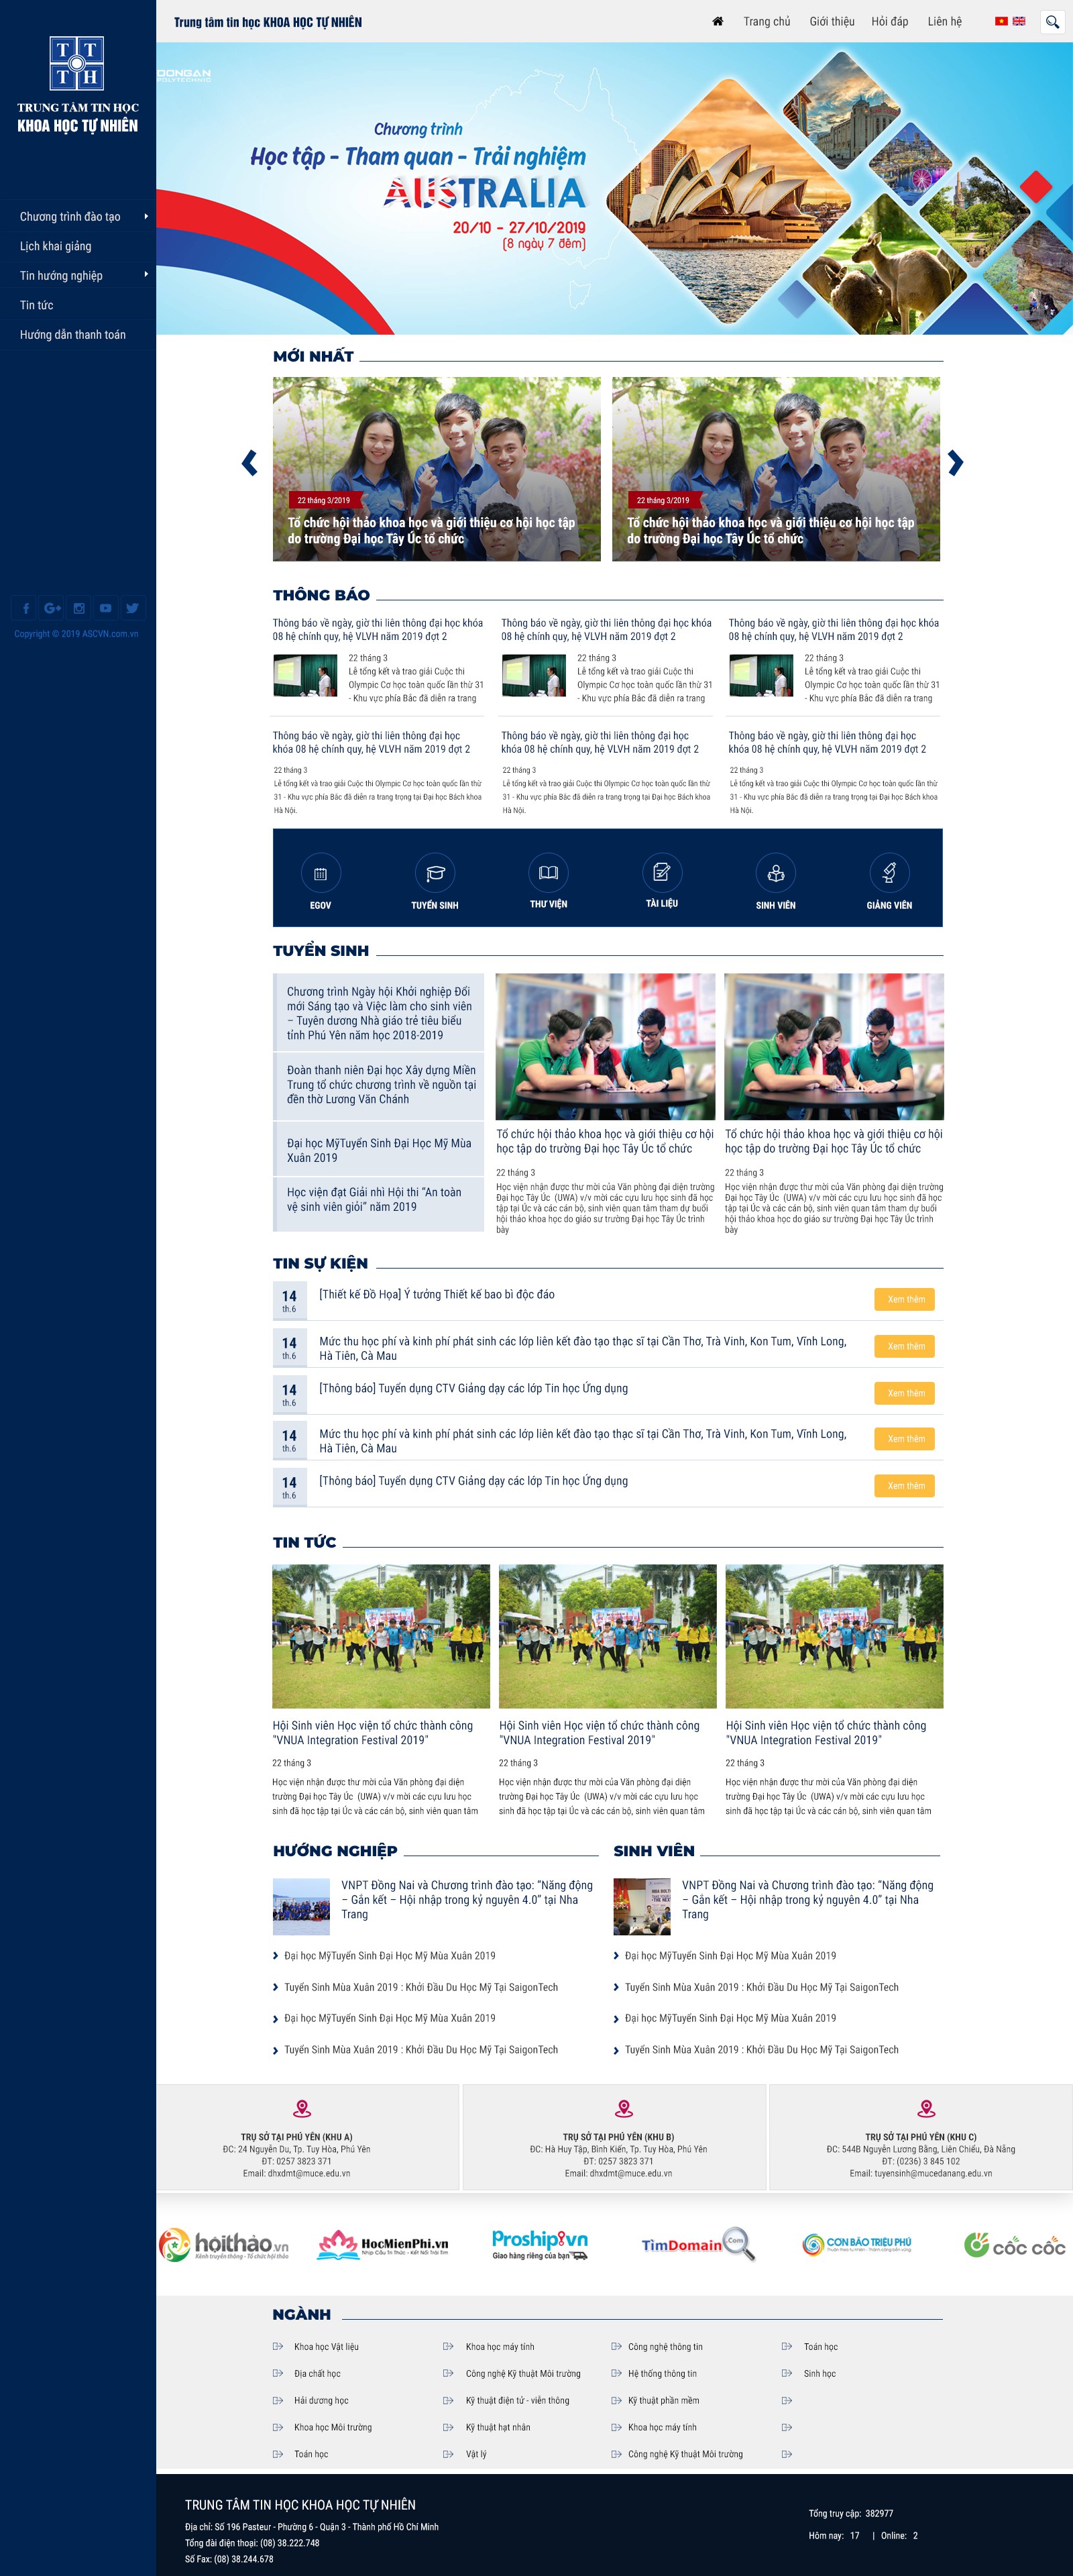 T T
T H
TRUNG TÂM TIN HỌC
KHOA HỌC TỰ NHIÊN
Chương trình đào tạo
Lịch khai giảng
Tin hướng nghiệp
Tin tức
Hướng dẫn thanh toán
Copyright © 2019 ASCVN.com.vn
Trung tâm tin học KHOA HỌC TỰ NHIÊN
Trang chủ Giới thiệu Hỏi đáp Liên hệ
DONGAN
POLYTECHNIC
Chương trình
Học tập - Tham quan - Trải nghiệm
AUSTRALIA
20/10 - 27/10/2019
(8 ngày 7 đêm)
MỚI NHẤT
22 tháng 3/2019
Tổ chức hội thảo khoa học và giới thiệu cơ hội học tập
do trường Đại học Tây Úc tổ chức
22 tháng 3/2019
Tổ chức hội thảo khoa học và giới thiệu cơ hội học tập
do trường Đại học Tây Úc tổ chức
THÔNG BÁO
Thông báo về ngày, giờ thi liên thông đại học khóa
08 hệ chính quy, hệ VLVH năm 2019 đợt 2
22 tháng 3
Lễ tổng kết và trao giải Cuộc thi
Olympic Cơ học toàn quốc lần thứ 31
- Khu vực phía Bắc đã diễn ra trang
Thông báo về ngày, giờ thi liên thông đại học khóa
08 hệ chính quy, hệ VLVH năm 2019 đợt 2
22 tháng 3
Lễ tổng kết và trao giải Cuộc thi
Olympic Cơ học toàn quốc lần thứ 31
- Khu vực phía Bắc đã diễn ra trang
Thông báo về ngày, giờ thi liên thông đại học khóa
08 hệ chính quy, hệ VLVH năm 2019 đợt 2
22 tháng 3
Lễ tổng kết và trao giải Cuộc thi
Olympic Cơ học toàn quốc lần thứ 31
- Khu vực phía Bắc đã diễn ra trang
Thông báo về ngày, giờ thi liên thông đại học
khóa 08 hệ chính quy, hệ VLVH năm 2019 đợt 2
22 tháng 3
Lễ tổng kết và trao giải Cuộc thi Olympic Cơ học toàn quốc lần thứ
31 - Khu vực phía Bắc đã diễn ra trang trọng tại Đại học Bách khoa
Hà Nội.
Thông báo về ngày, giờ thi liên thông đại học
khóa 08 hệ chính quy, hệ VLVH năm 2019 đợt 2
22 tháng 3
Lễ tổng kết và trao giải Cuộc thi Olympic Cơ học toàn quốc lần thứ
31 - Khu vực phía Bắc đã diễn ra trang trọng tại Đại học Bách khoa
Hà Nội.
Thông báo về ngày, giờ thi liên thông đại học
khóa 08 hệ chính quy, hệ VLVH năm 2019 đợt 2
22 tháng 3
Lễ tổng kết và trao giải Cuộc thi Olympic Cơ học toàn quốc lần thứ
31 - Khu vực phía Bắc đã diễn ra trang trọng tại Đại học Bách khoa
Hà Nội.
EGOV TUYỂN SINH THƯ VIỆN TÀI LIỆU SINH VIÊN GIẢNG VIÊN
TUYỂN SINH
Chương trình Ngày hội Khởi nghiệp Đổi
mới Sáng tạo và Việc làm cho sinh viên
– Tuyên dương Nhà giáo trẻ tiêu biểu
tỉnh Phú Yên năm học 2018-2019
Đoàn thanh niên Đại học Xây dựng Miền
Trung tổ chức chương trình về nguồn tại
đền thờ Lương Văn Chánh
Đại học MỹTuyển Sinh Đại Học Mỹ Mùa
Xuân 2019
Học viện đạt Giải nhì Hội thi "An toàn
vệ sinh viên giỏi" năm 2019
Tổ chức hội thảo khoa học và giới thiệu cơ hội
học tập do trường Đại học Tây Úc tổ chức
22 tháng 3
Học viện nhận được thư mời của Văn phòng đại diện trường
Đại học Tây Úc (UWA) v/v mời các cựu lưu học sinh đã học
tập tại Úc và các cán bộ, sinh viên quan tâm tham dự buổi
hội thảo khoa học do giáo sư trường Đại học Tây Úc trình
bày
Tổ chức hội thảo khoa học và giới thiệu cơ hội
học tập do trường Đại học Tây Úc tổ chức
22 tháng 3
Học viện nhận được thư mời của Văn phòng đại diện trường
Đại học Tây Úc (UWA) v/v mời các cựu lưu học sinh đã học
tập tại Úc và các cán bộ, sinh viên quan tâm tham dự buổi
hội thảo khoa học do giáo sư trường Đại học Tây Úc trình
bày
TIN SỰ KIỆN
14
th.6
[Thiết kế Đồ Họa] Ý tưởng Thiết kế bao bì độc đáo
Xem thêm
14
th.6
Mức thu học phí và kinh phí phát sinh các lớp liên kết đào tạo thạc sĩ tại Cần Thơ, Trà Vinh, Kon Tum, Vĩnh Long,
Hà Tiên, Cà Mau
Xem thêm
14
th.6
[Thông báo] Tuyển dụng CTV Giảng dạy các lớp Tin học Ứng dụng
Xem thêm
14
th.6
Mức thu học phí và kinh phí phát sinh các lớp liên kết đào tạo thạc sĩ tại Cần Thơ, Trà Vinh, Kon Tum, Vĩnh Long,
Hà Tiên, Cà Mau
Xem thêm
14
th.6
[Thông báo] Tuyển dụng CTV Giảng dạy các lớp Tin học Ứng dụng
Xem thêm
TIN TỨC
Hội Sinh viên Học viện tổ chức thành công
"VNUA Integration Festival 2019"
22 tháng 3
Học viện nhận được thư mời của Văn phòng đại diện
trường Đại học Tây Úc (UWA) v/v mời các cựu lưu học
sinh đã học tập tại Úc và các cán bộ, sinh viên quan tâm
Hội Sinh viên Học viện tổ chức thành công
"VNUA Integration Festival 2019"
22 tháng 3
Học viện nhận được thư mời của Văn phòng đại diện
trường Đại học Tây Úc (UWA) v/v mời các cựu lưu học
sinh đã học tập tại Úc và các cán bộ, sinh viên quan tâm
Hội Sinh viên Học viện tổ chức thành công
"VNUA Integration Festival 2019"
22 tháng 3
Học viện nhận được thư mời của Văn phòng đại diện
trường Đại học Tây Úc (UWA) v/v mời các cựu lưu học
sinh đã học tập tại Úc và các cán bộ, sinh viên quan tâm
HƯỚNG NGHIỆP
VNPT Đồng Nai và Chương trình đào tạo: "Năng động
– Gắn kết – Hội nhập trong kỷ nguyên 4.0" tại Nha
Trang
Đại học MỹTuyển Sinh Đại Học Mỹ Mùa Xuân 2019
Tuyển Sinh Mùa Xuân 2019 : Khởi Đầu Du Học Mỹ Tại SaigonTech
Đại học MỹTuyển Sinh Đại Học Mỹ Mùa Xuân 2019
Tuyển Sinh Mùa Xuân 2019 : Khởi Đầu Du Học Mỹ Tại SaigonTech
SINH VIÊN
VNPT Đồng Nai và Chương trình đào tạo: "Năng động
– Gắn kết – Hội nhập trong kỷ nguyên 4.0" tại Nha
Trang
Đại học MỹTuyển Sinh Đại Học Mỹ Mùa Xuân 2019
Tuyển Sinh Mùa Xuân 2019 : Khởi Đầu Du Học Mỹ Tại SaigonTech
Đại học MỹTuyển Sinh Đại Học Mỹ Mùa Xuân 2019
Tuyển Sinh Mùa Xuân 2019 : Khởi Đầu Du Học Mỹ Tại SaigonTech
TRỤ SỞ TẠI PHÚ YÊN (KHU A)
ĐC: 24 Nguyễn Du, Tp. Tuy Hòa, Phú Yên
ĐT: 0257 3823 371
Email: dhxdmt@muce.edu.vn
TRỤ SỞ TẠI PHÚ YÊN (KHU B)
ĐC: Hà Huy Tập, Bình Kiến, Tp. Tuy Hòa, Phú Yên
ĐT: 0257 3823 371
Email: dhxdmt@muce.edu.vn
TRỤ SỞ TẠI PHÚ YÊN (KHU C)
ĐC: 544B Nguyễn Lương Bằng, Liên Chiểu, Đà Nẵng
ĐT: (0236) 3 845 102
Email: tuyensinh@mucedanang.edu.vn
hộithảo.vn
Kênh truyền thông - Tổ chức hội thảo
HocMienPhi.vn
Nhịp Cầu Tri Thức - Kết Nối Trái Tim
Proship.vn
Giao hàng riêng của bạn
TimDomain .Com
CON BÁO TRIỆU PHÚ
CỐC CỐC
NGÀNH
Khoa học Vật liệu Khoa học máy tính Công nghệ thông tin Toán học
Địa chất học Công nghệ Kỹ thuật Môi trường Hệ thống thông tin Sinh học
Hải dương học Kỹ thuật điện tử - viễn thông Kỹ thuật phần mềm
Khoa học Môi trường Kỹ thuật hạt nhân Khoa học máy tính
Toán học Vật lý Công nghệ Kỹ thuật Môi trường
TRUNG TÂM TIN HỌC KHOA HỌC TỰ NHIÊN
Địa chỉ: Số 196 Pasteur - Phường 6 - Quận 3 - Thành phố Hồ Chí Minh
Tổng đài điện thoại: (08) 38.222.748
Số Fax: (08) 38.244.678
Tổng truy cập: 382977
Hôm nay: 17 | Online: 2